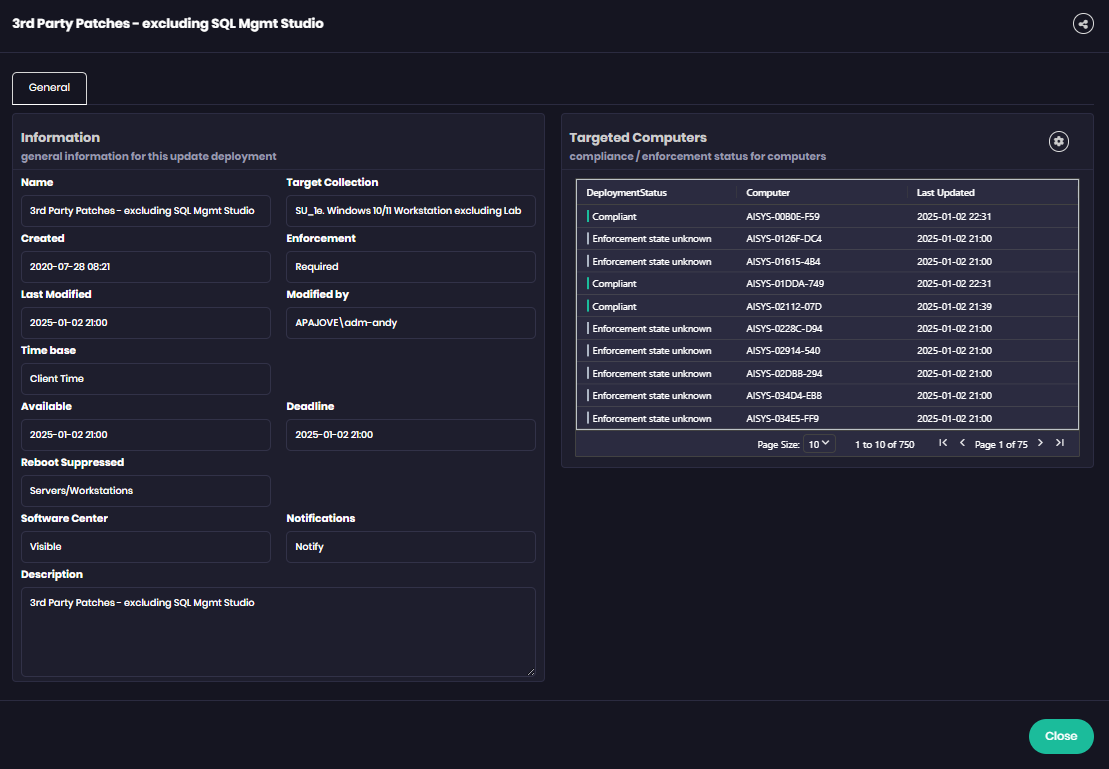 3rd Party Patches - excluding SQL Mgmt Studio
General
Information
general information for this update deployment
Name
Target Collection
3rd Party Patches - excluding SQL Mgmt Studio
SU_1e. Windows 10/11 Workstation excluding Lab
Created
Enforcement
2020-07-28 08:21
Required
Last Modified
Modified by
2025-01-02 21:00
APAJOVE\adm-andy
Time base
Client Time
Available
Deadline
2025-01-02 21:00
2025-01-02 21:00
Reboot Suppressed
Servers/Workstations
Software Center
Notifications
Visible
Notify
Description
3rd Party Patches - excluding SQL Mgmt Studio
Targeted Computers
compliance / enforcement status for computers
DeploymentStatus Computer Last Updated
Compliant AISYS-00B0E-F59 2025-01-02 22:31
Enforcement state unknown AISYS-0126F-DC4 2025-01-02 21:00
Enforcement state unknown AISYS-01615-4B4 2025-01-02 21:00
Compliant AISYS-01DDA-749 2025-01-02 22:31
Compliant AISYS-02112-07D 2025-01-02 21:39
Enforcement state unknown AISYS-0228C-D94 2025-01-02 21:00
Enforcement state unknown AISYS-02914-540 2025-01-02 21:00
Enforcement state unknown AISYS-02DBB-294 2025-01-02 21:00
Enforcement state unknown AISYS-034D4-EBB 2025-01-02 21:00
Enforcement state unknown AISYS-034E5-FF9 2025-01-02 21:00
Page Size: 10 1 to 10 of 750 Page 1 of 75
Close